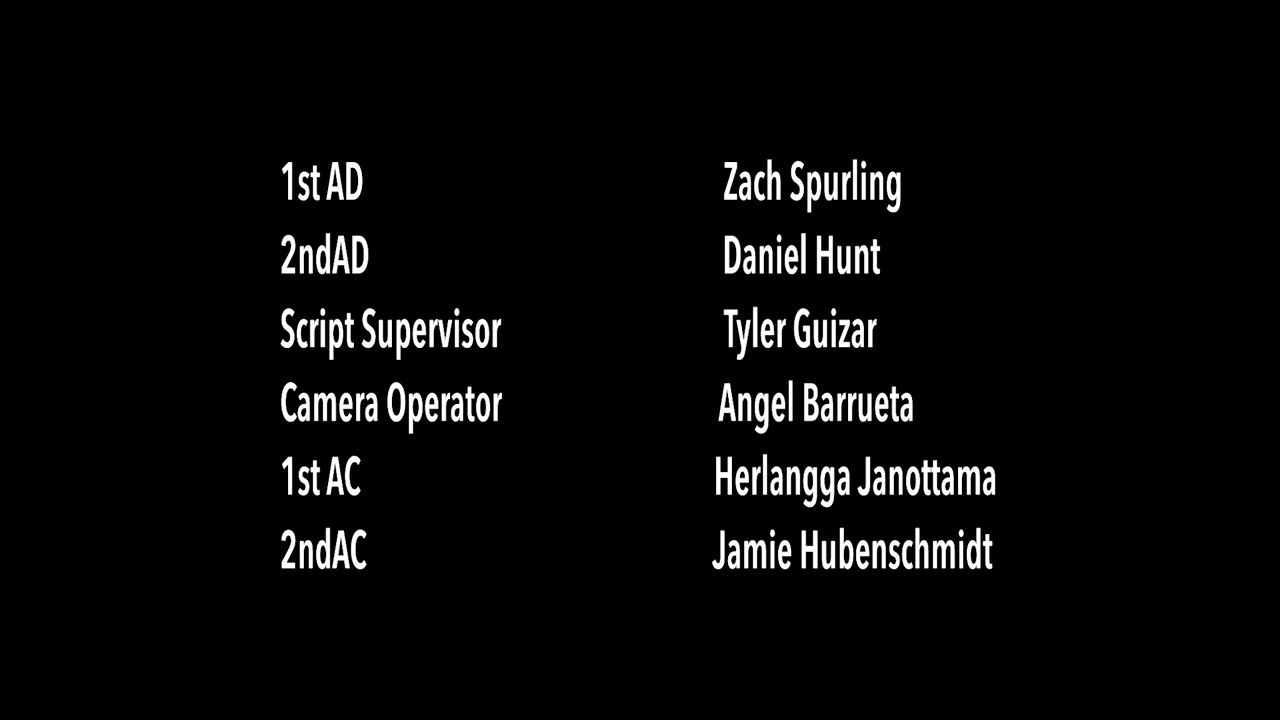 1st AD Zach Spurling
2ndAD Daniel Hunt
Script Supervisor Tyler Guizar
Camera Operator Angel Barrueta
1st AC Herlangga Janottama
2ndAC Jamie Hubenschmidt